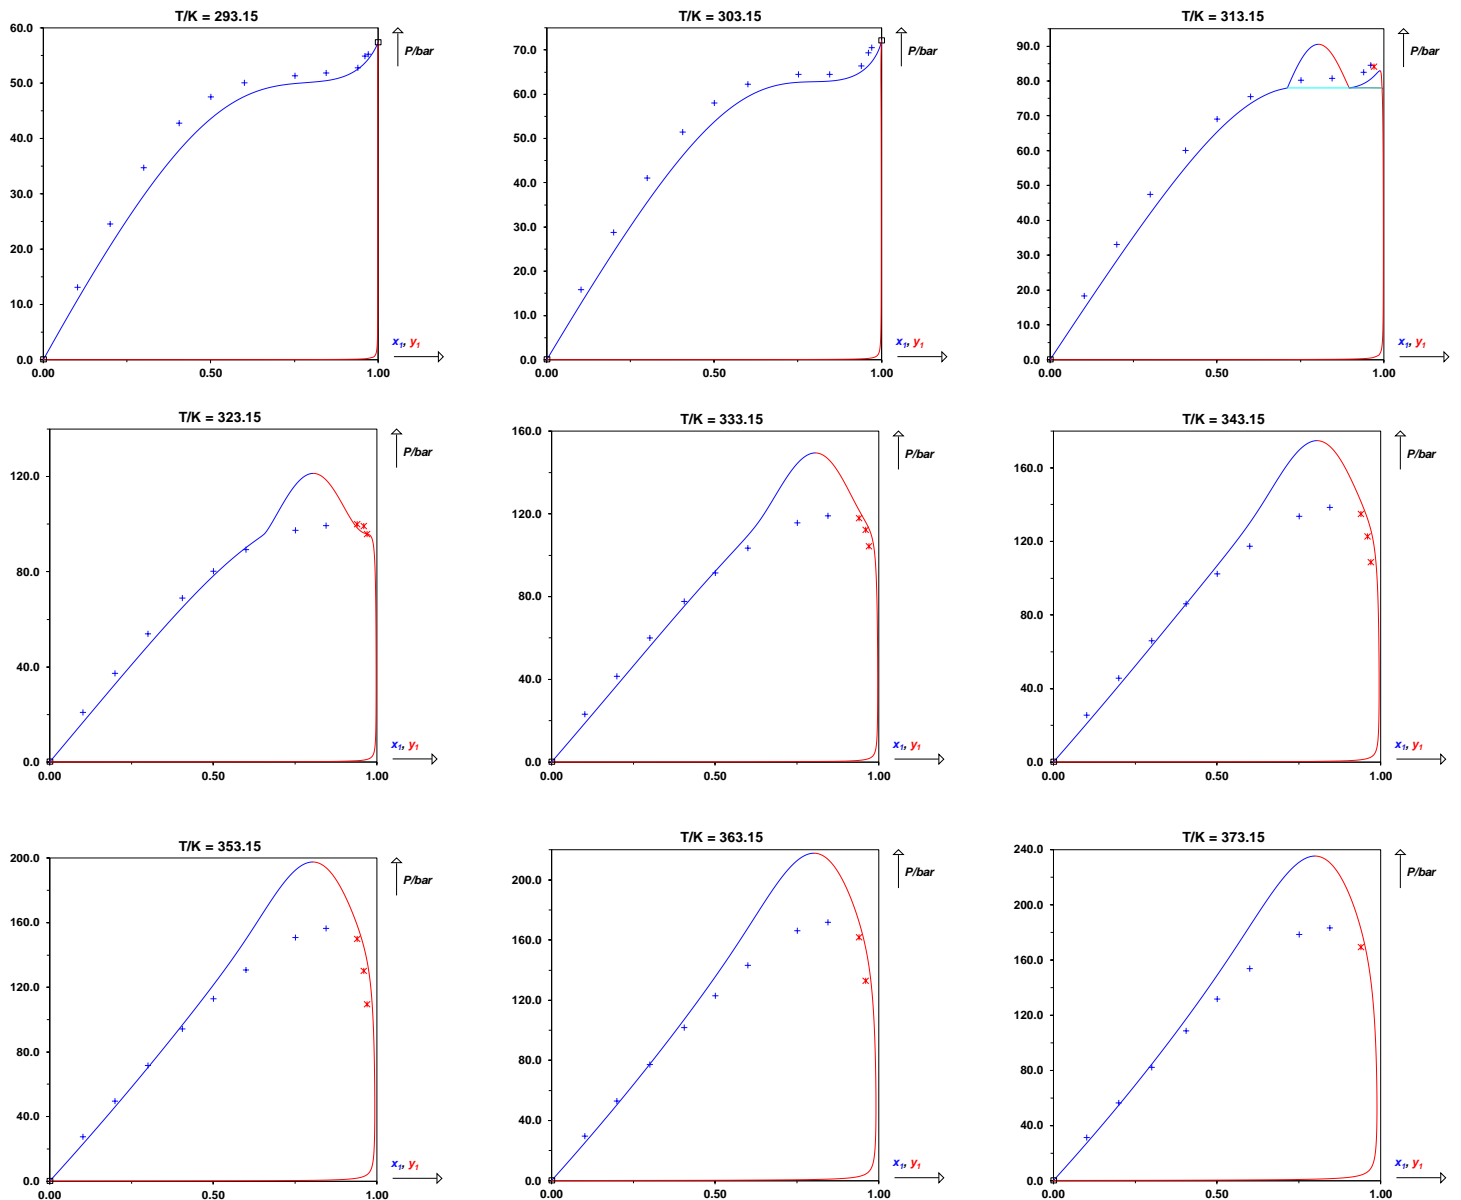 T/K = 293.15
60.0
50.0
40.0
30.0
20.0
10.0
0.0
P/bar
x₁, y₁
0.00 0.50 1.00
T/K = 303.15
70.0
60.0
50.0
40.0
30.0
20.0
10.0
0.0
P/bar
x₁, y₁
0.00 0.50 1.00
T/K = 313.15
90.0
80.0
70.0
60.0
50.0
40.0
30.0
20.0
10.0
0.0
P/bar
x₁, y₁
0.00 0.50 1.00
T/K = 323.15
120.0
80.0
40.0
0.0
P/bar
x₁, y₁
0.00 0.50 1.00
T/K = 333.15
160.0
120.0
80.0
40.0
0.0
P/bar
x₁, y₁
0.00 0.50 1.00
T/K = 343.15
160.0
120.0
80.0
40.0
0.0
P/bar
x₁, y₁
0.00 0.50 1.00
T/K = 353.15
200.0
160.0
120.0
80.0
40.0
0.0
P/bar
x₁, y₁
0.00 0.50 1.00
T/K = 363.15
200.0
160.0
120.0
80.0
40.0
0.0
P/bar
x₁, y₁
0.00 0.50 1.00
T/K = 373.15
240.0
200.0
160.0
120.0
80.0
40.0
0.0
P/bar
x₁, y₁
0.00 0.50 1.00